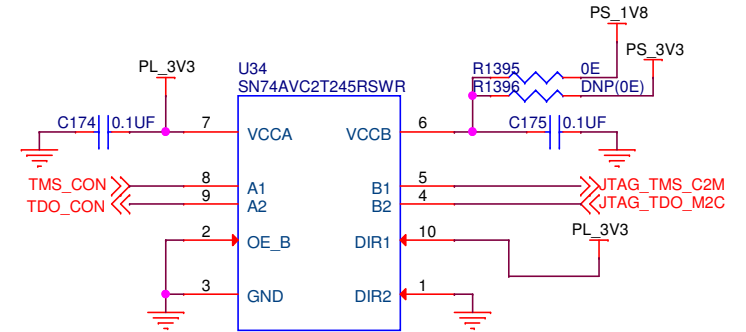 PS_1V8
PL_3V3
U34
SN74AVC2T245RSWR
R1395 0E
PS_3V3
R1396 DNP(0E)
C174 0.1UF
7 VCCA VCCB 6
C175 0.1UF
TMS_CON 8 A1 B1 5 JTAG_TMS_C2M
TDO_CON 9 A2 B2 4 JTAG_TDO_M2C
2 OE_B DIR1 10 PL_3V3
3 GND DIR2 1